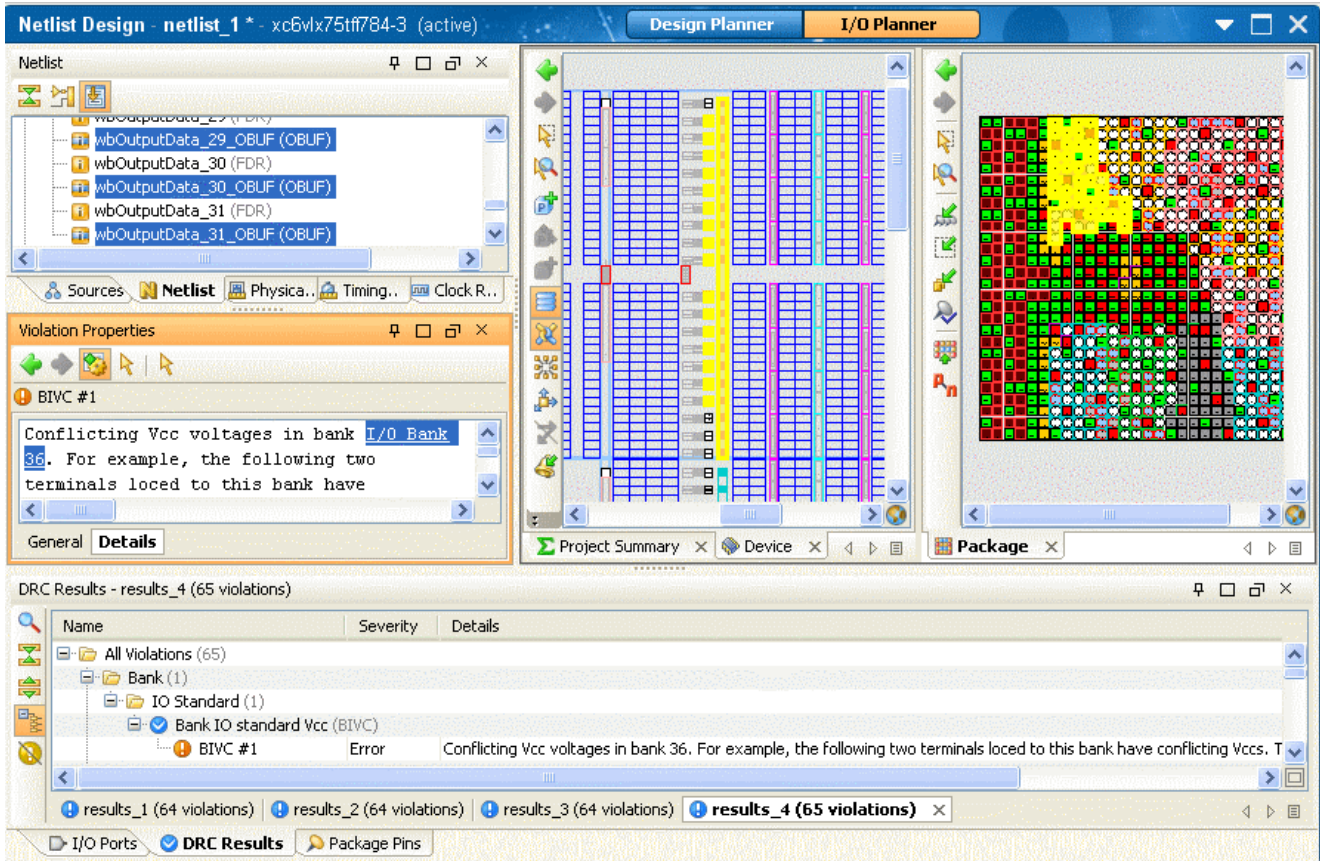 Netlist Design - netlist_1 * - xc6vlx75tff784-3 (active)
Design Planner
I/O Planner
Netlist
wbOutputData_29 (FDR)
wbOutputData_29_OBUF (OBUF)
wbOutputData_30 (FDR)
wbOutputData_30_OBUF (OBUF)
wbOutputData_31 (FDR)
wbOutputData_31_OBUF (OBUF)
Sources
Netlist
Physica..
Timing..
Clock R..
Violation Properties
BIVC #1
Conflicting Vcc voltages in bank I/O Bank
36. For example, the following two
terminals loced to this bank have
General
Details
Project Summary
Device
Package
DRC Results - results_4 (65 violations)
Name Severity Details
All Violations (65)
Bank (1)
IO Standard (1)
Bank IO standard Vcc (BIVC)
BIVC #1 Error Conflicting Vcc voltages in bank 36. For example, the following two terminals loced to this bank have conflicting Vccs. T
results_1 (64 violations)
results_2 (64 violations)
results_3 (64 violations)
results_4 (65 violations)
I/O Ports
DRC Results
Package Pins